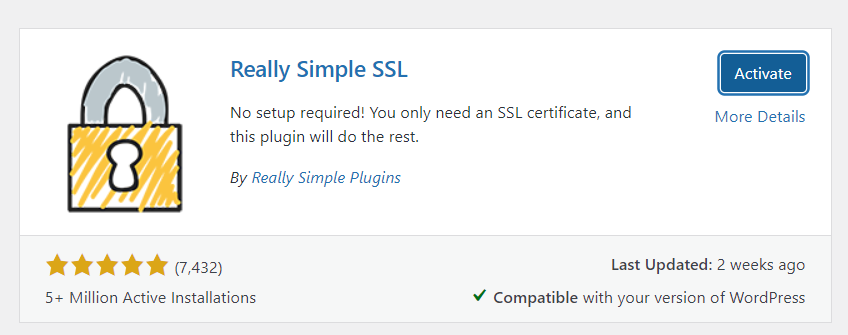 Really Simple SSL
Activate
No setup required! You only need an SSL certificate, and
this plugin will do the rest.
More Details
By Really Simple Plugins
(7,432)
Last Updated: 2 weeks ago
5+ Million Active Installations
Compatible with your version of WordPress